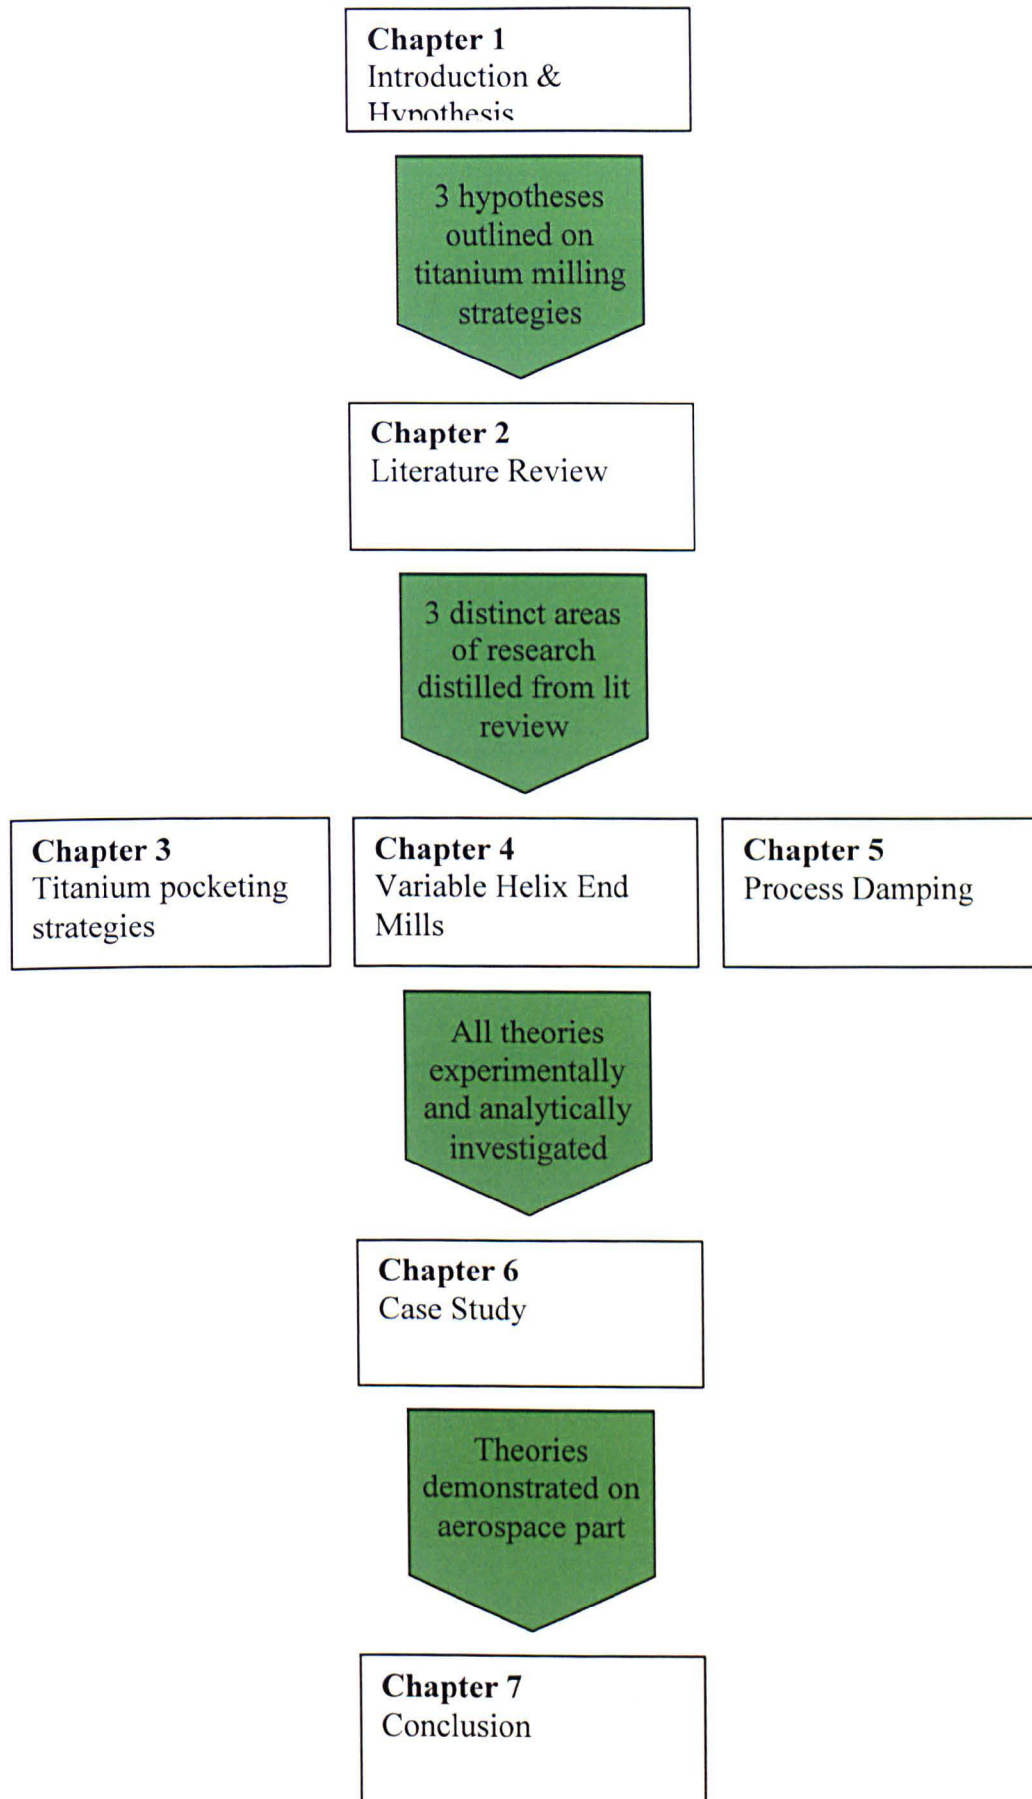 Chapter 1
Introduction &
Hypothesis
3 hypotheses
outlined on
titanium milling
strategies
Chapter 2
Literature Review
3 distinct areas
of research
distilled from lit
review
Chapter 3
Titanium pocketing
strategies
Chapter 4
Variable Helix End
Mills
Chapter 5
Process Damping
All theories
experimentally
and analytically
investigated
Chapter 6
Case Study
Theories
demonstrated on
aerospace part
Chapter 7
Conclusion